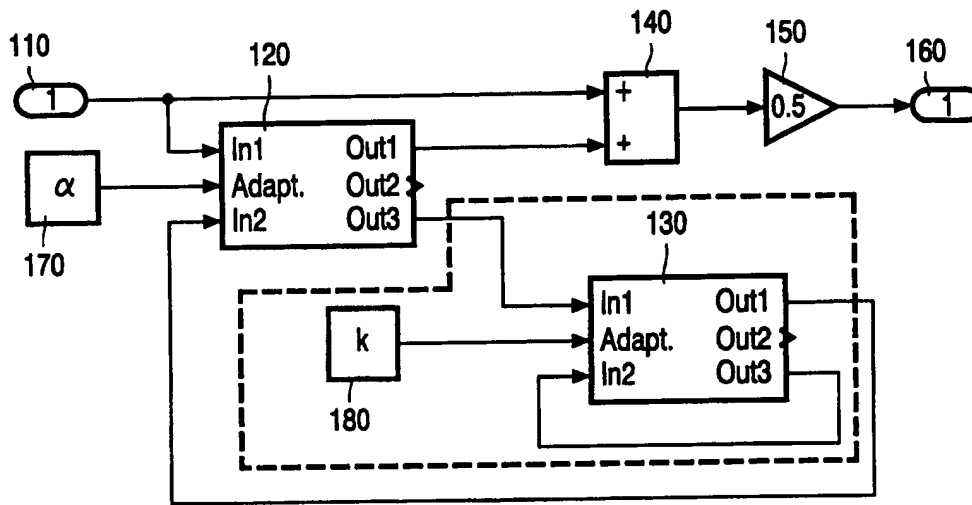 110
120
140
150
160
1
+
+
0.5
1
In1
Adapt.
In2
Out1
Out2
Out3
α
170
130
In1
Adapt.
In2
Out1
Out2
Out3
k
180